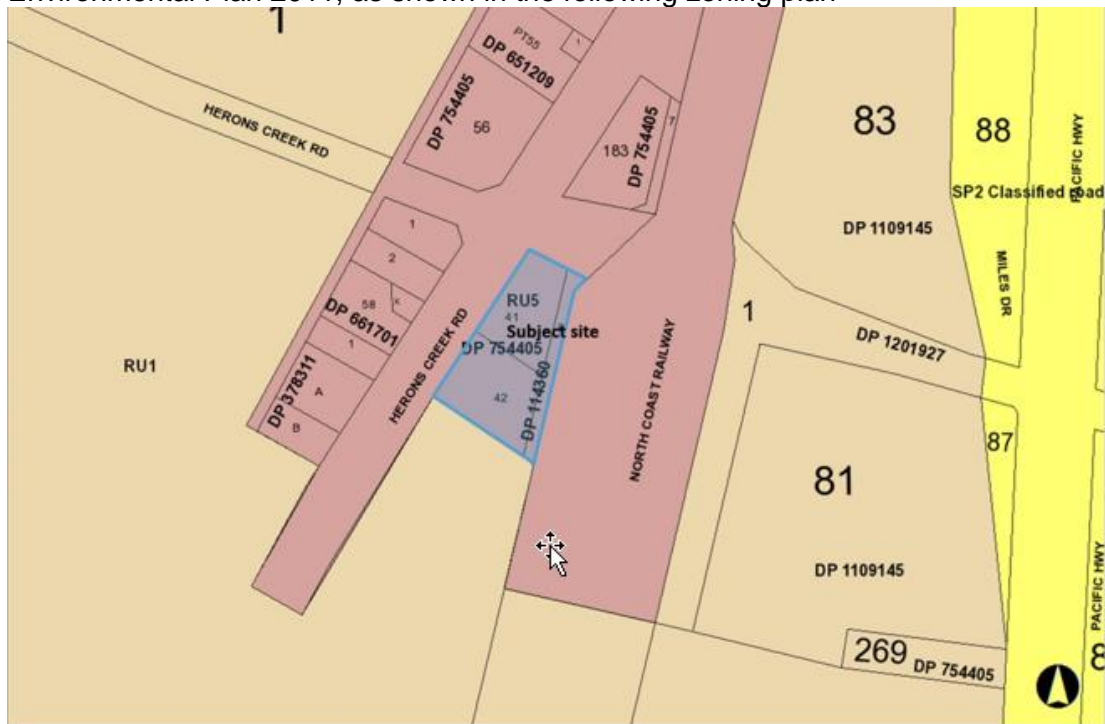 Environmental Plan 2011, as shown in the following zoning plan
1
PT55
1
DP 651209
DP 754405
56
HERONS CREEK RD
183
DP 754405
7
83
88
PACIFIC HWY
SP2 Classified road
DP 1109145
MILES DR
1
2
58
K
DP 661701
1
DP 378311
A
B
HERONS CREEK RD
RU5
41
Subject site
DP 754405
42
DP 114360
NORTH COAST RAILWAY
1
DP 1201927
RU1
87
81
DP 1109145
PACIFIC HWY
269
DP 754405
8